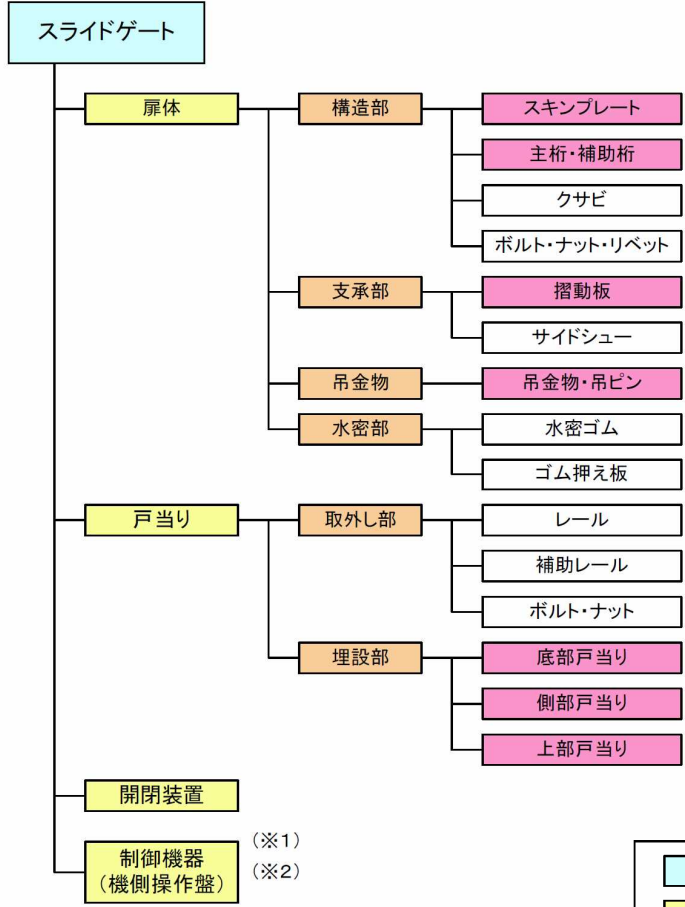 スライドゲート
扉体
構造部
スキンプレート
主桁・補助桁
クサビ
ボルト・ナット・リベット
支承部
摺動板
サイドシュー
吊金物
吊金物・吊ピン
水密部
水密ゴム
ゴム押え板
戸当り
取外し部
レール
補助レール
ボルト・ナット
埋設部
底部戸当り
側部戸当り
上部戸当り
開閉装置
制御機器
(機側操作盤)
(※1)
(※2)